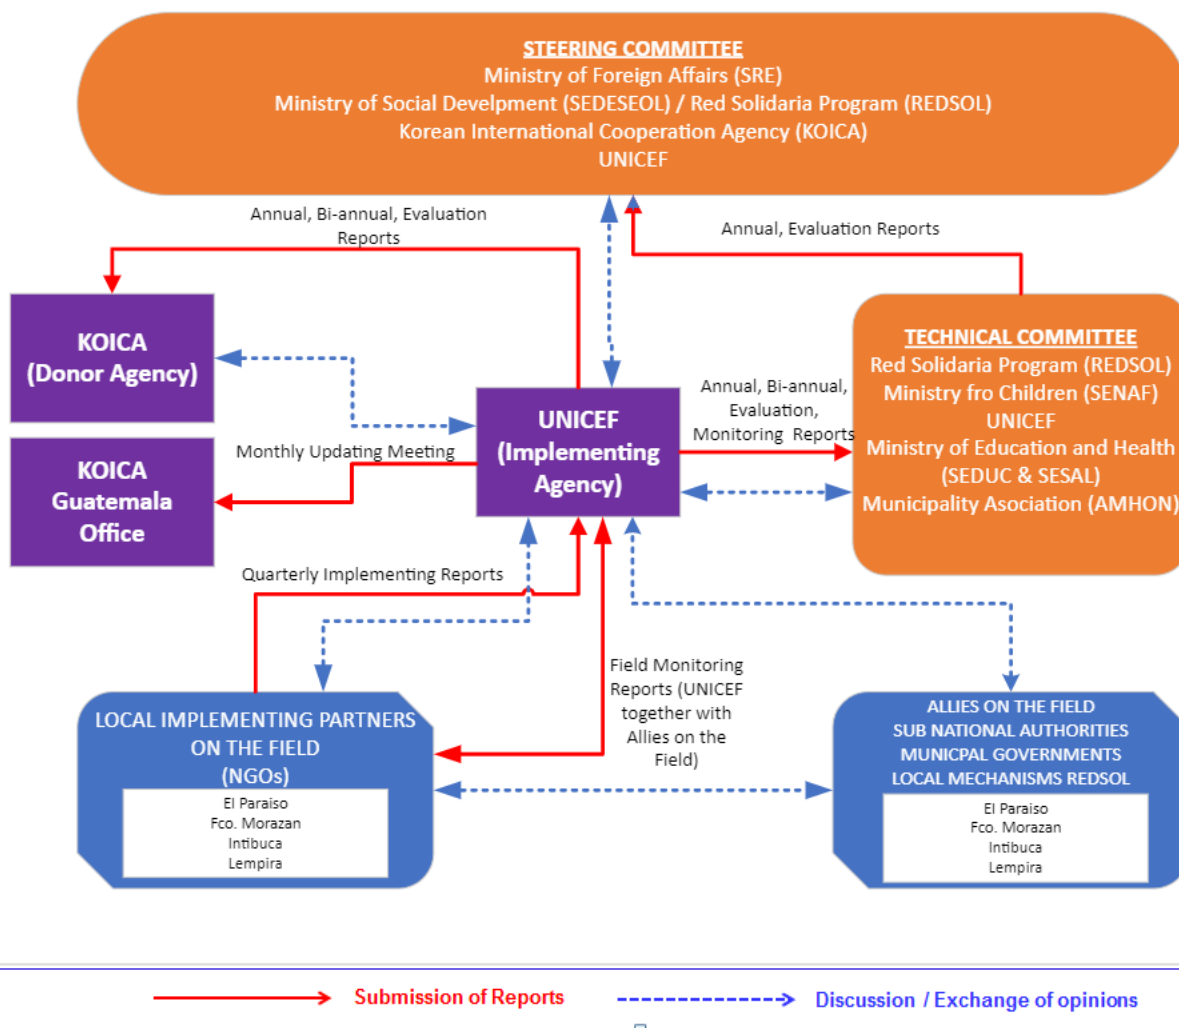 STEERING COMMITTEE
Ministry of Foreign Affairs (SRE)
Ministry of Social Develpment (SEDESEOL) / Red Solidaria Program (REDSOL)
Korean International Cooperation Agency (KOICA)
UNICEF
Annual, Bi-annual, Evaluation
Reports
Annual, Evaluation Reports
KOICA
(Donor Agency)
TECHNICAL COMMITTEE
Red Solidaria Program (REDSOL)
Ministry fro Children (SENAF)
UNICEF
Ministry of Education and Health
(SEDUC & SESAL)
Municipality Asociation (AMHON)
Annual, Bi-annual,
Evaluation,
Monitoring Reports
UNICEF
(Implementing
Agency)
Monthly Updating Meeting
KOICA
Guatemala
Office
Quarterly Implementing Reports
Field Monitoring
Reports (UNICEF
together with
Allies on the
Field)
LOCAL IMPLEMENTING PARTNERS
ON THE FIELD
(NGOs)
El Paraiso
Fco. Morazan
Intibuca
Lempira
ALLIES ON THE FIELD
SUB NATIONAL AUTHORITIES
MUNICPAL GOVERNMENTS
LOCAL MECHANISMS REDSOL
El Paraiso
Fco. Morazan
Intibuca
Lempira
Submission of Reports
Discussion / Exchange of opinions